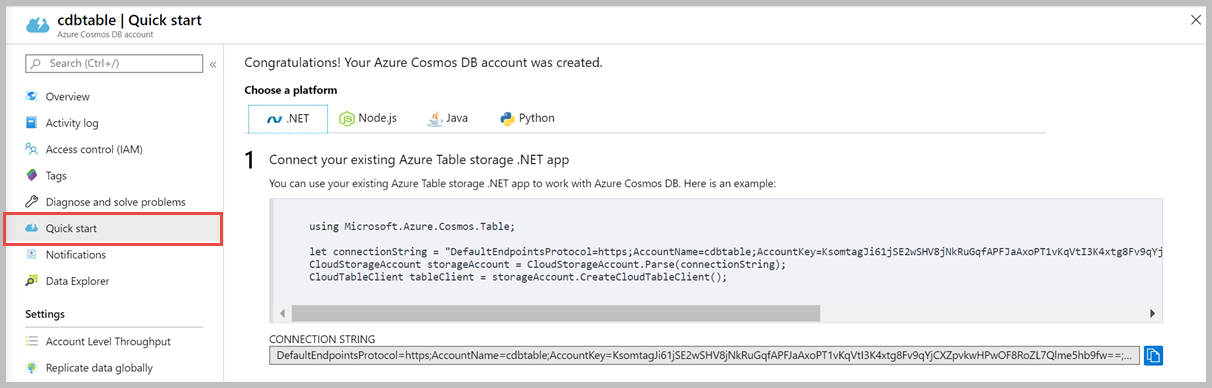 cdbtable | Quick start
Azure Cosmos DB account
Search (Ctrl+/)
«
Overview
Activity log
Access control (IAM)
Tags
Diagnose and solve problems
Quick start
Notifications
Data Explorer
Settings
Account Level Throughput
Replicate data globally
Congratulations! Your Azure Cosmos DB account was created.
Choose a platform
.NET
Node.js
Java
Python
1 Connect your existing Azure Table storage .NET app
You can use your existing Azure Table storage .NET app to work with Azure Cosmos DB. Here is an example:
using Microsoft.Azure.Cosmos.Table;
let connectionString = "DefaultEndpointsProtocol=https;AccountName=cdbtable;AccountKey=KsomtagJi61jSE2wSHV8jNkRuGqfAPFJaAxoPT1vKqVtI3K4xtg8Fv9qYj
CloudStorageAccount storageAccount = CloudStorageAccount.Parse(connectionString);
CloudTableClient tableClient = storageAccount.CreateCloudTableClient();
CONNECTION STRING
DefaultEndpointsProtocol=https;AccountName=cdbtable;AccountKey=KsomtagJi61jSE2wSHV8jNkRuGqfAPFJaAxoPT1vKqVtI3K4xtg8Fv9qYjCXZpvkwHPwOF8RoZL7Qlme5hb9fw==;...